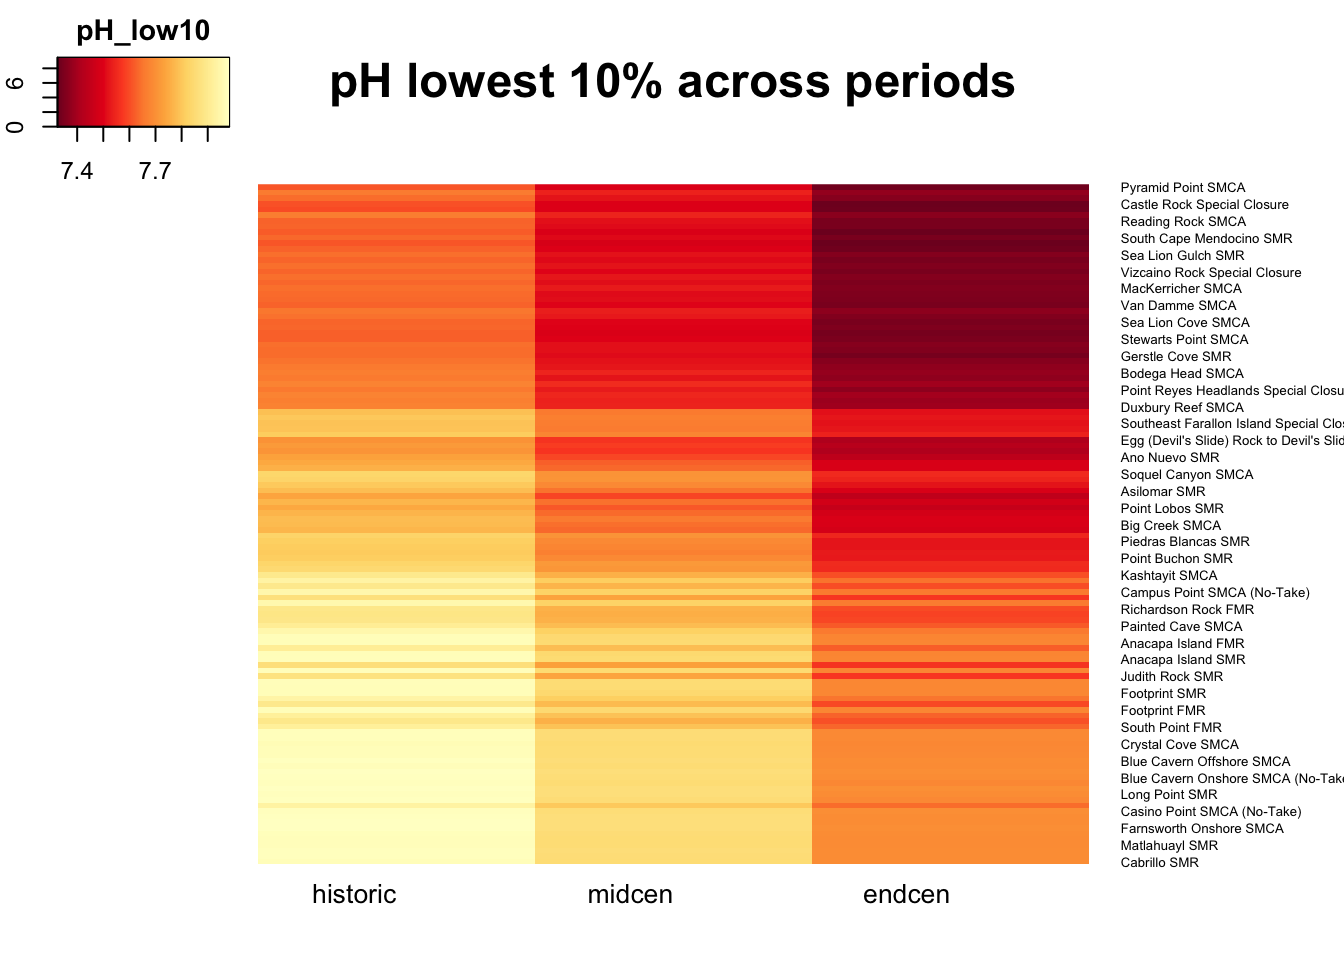 pH_low10
6
0
7.4 7.7
pH lowest 10% across periods
Pyramid Point SMCA
Castle Rock Special Closure
Reading Rock SMCA
South Cape Mendocino SMR
Sea Lion Gulch SMR
Vizcaino Rock Special Closure
MacKerricher SMCA
Van Damme SMCA
Sea Lion Cove SMCA
Stewarts Point SMCA
Gerstle Cove SMR
Bodega Head SMCA
Point Reyes Headlands Special Closu
Duxbury Reef SMCA
Southeast Farallon Island Special Clos
Egg (Devil's Slide) Rock to Devil's Slid
Ano Nuevo SMR
Soquel Canyon SMCA
Asilomar SMR
Point Lobos SMR
Big Creek SMCA
Piedras Blancas SMR
Point Buchon SMR
Kashtayit SMCA
Campus Point SMCA (No-Take)
Richardson Rock FMR
Painted Cave SMCA
Anacapa Island FMR
Anacapa Island SMR
Judith Rock SMR
Footprint SMR
Footprint FMR
South Point FMR
Crystal Cove SMCA
Blue Cavern Offshore SMCA
Blue Cavern Onshore SMCA (No-Take
Long Point SMR
Casino Point SMCA (No-Take)
Farnsworth Onshore SMCA
Matlahuayl SMR
Cabrillo SMR
historic midcen endcen